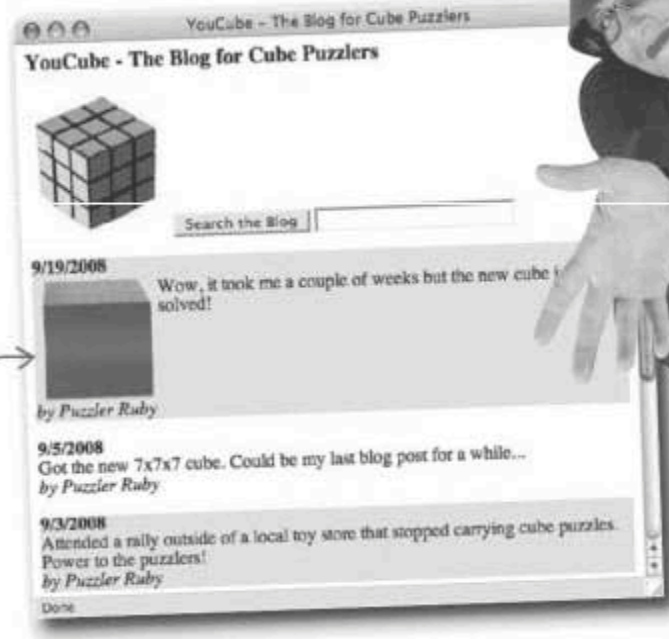 YouCube - The Blog for Cube Puzzlers
YouCube - The Blog for Cube Puzzlers
Search the Blog
9/19/2008
Wow, it took me a couple of weeks but the new cube
solved!
by Puzzler Ruby
9/5/2008
Got the new 7x7x7 cube. Could be my last blog post for a while...
by Puzzler Ruby
9/3/2008
Attended a rally outside of a local toy store that stopped carrying cube puzzles.
Power to the puzzlers!
by Puzzler Ruby
Done